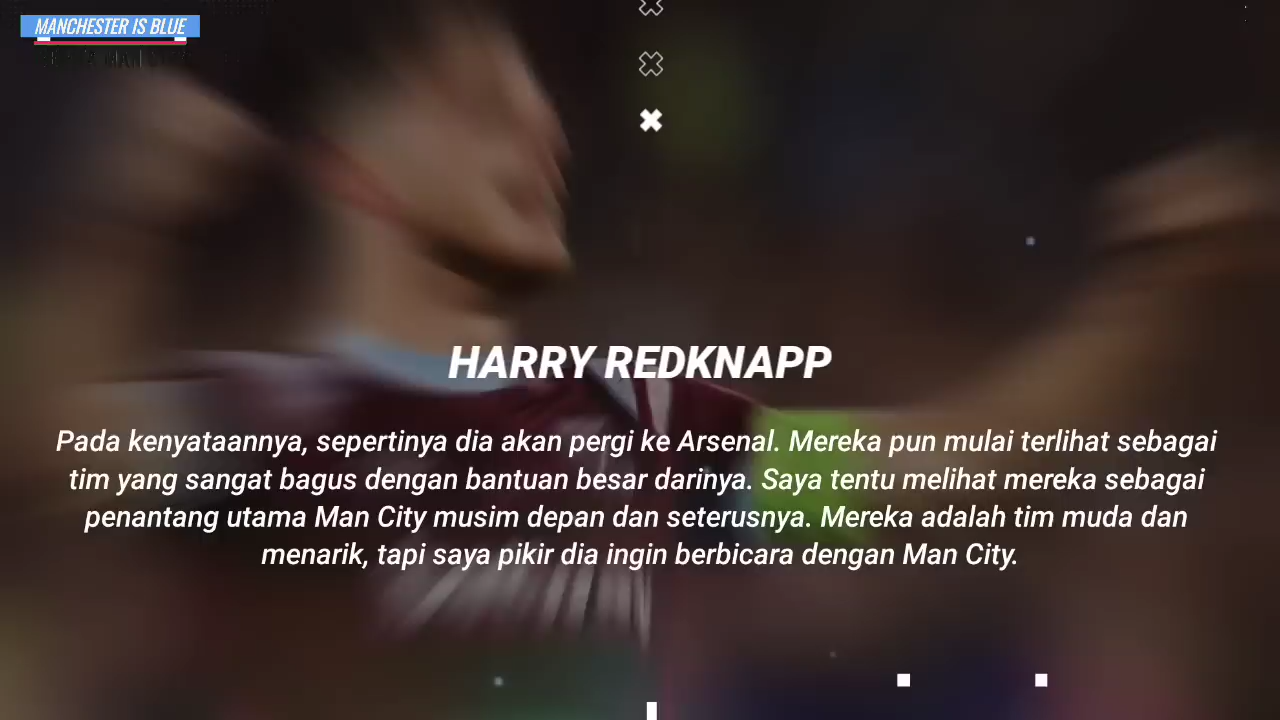 MANCHESTER IS BLUE
HARRY REDKNAPP
Pada kenyataannya, sepertinya dia akan pergi ke Arsenal. Mereka pun mulai terlihat sebagai
tim yang sangat bagus dengan bantuan besar darinya. Saya tentu melihat mereka sebagai
penantang utama Man City musim depan dan seterusnya. Mereka adalah tim muda dan
menarik, tapi saya pikir dia ingin berbicara dengan Man City.